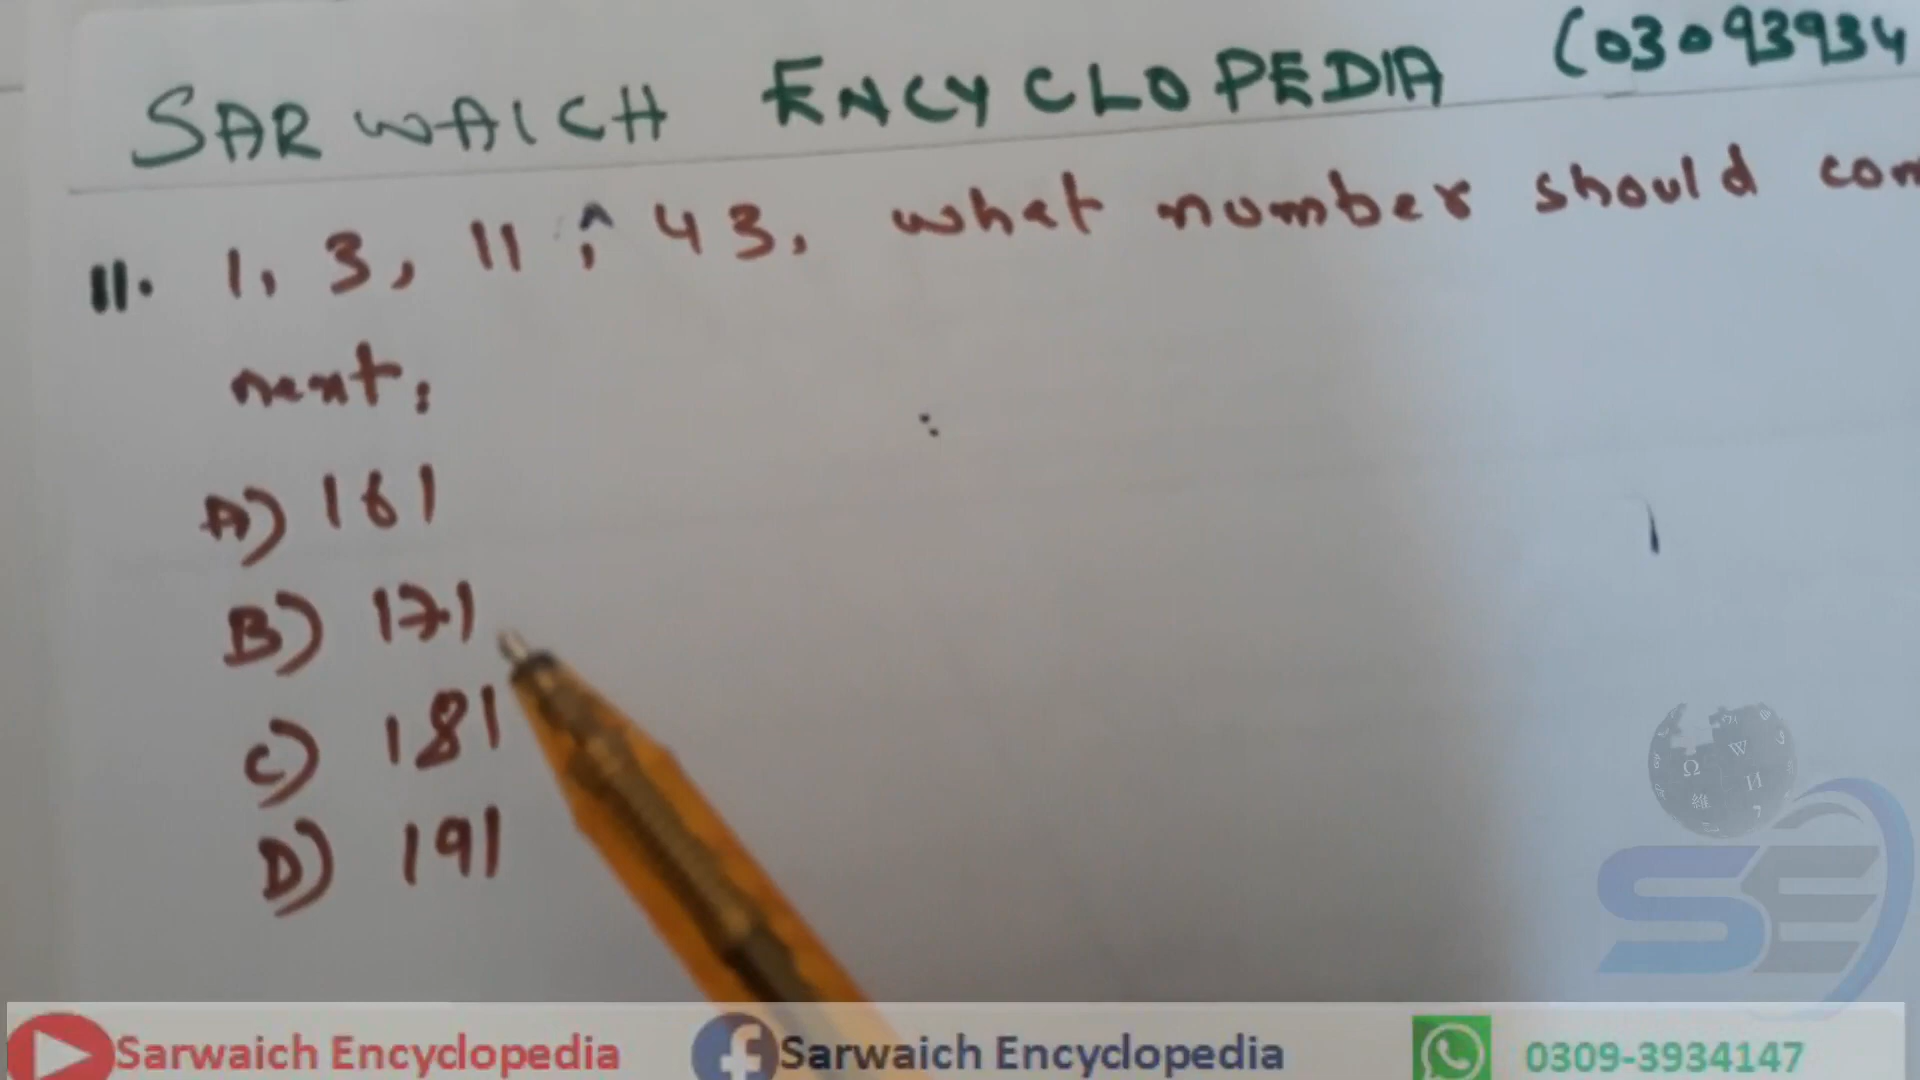 SARWAICH ENCYCLOPEDIA (03093934
11. 1, 3, 11, 43, what number should com
next:
A) 161
B) 171
C) 181
D) 191
SE
Sarwaich Encyclopedia Sarwaich Encyclopedia 0309-3934147